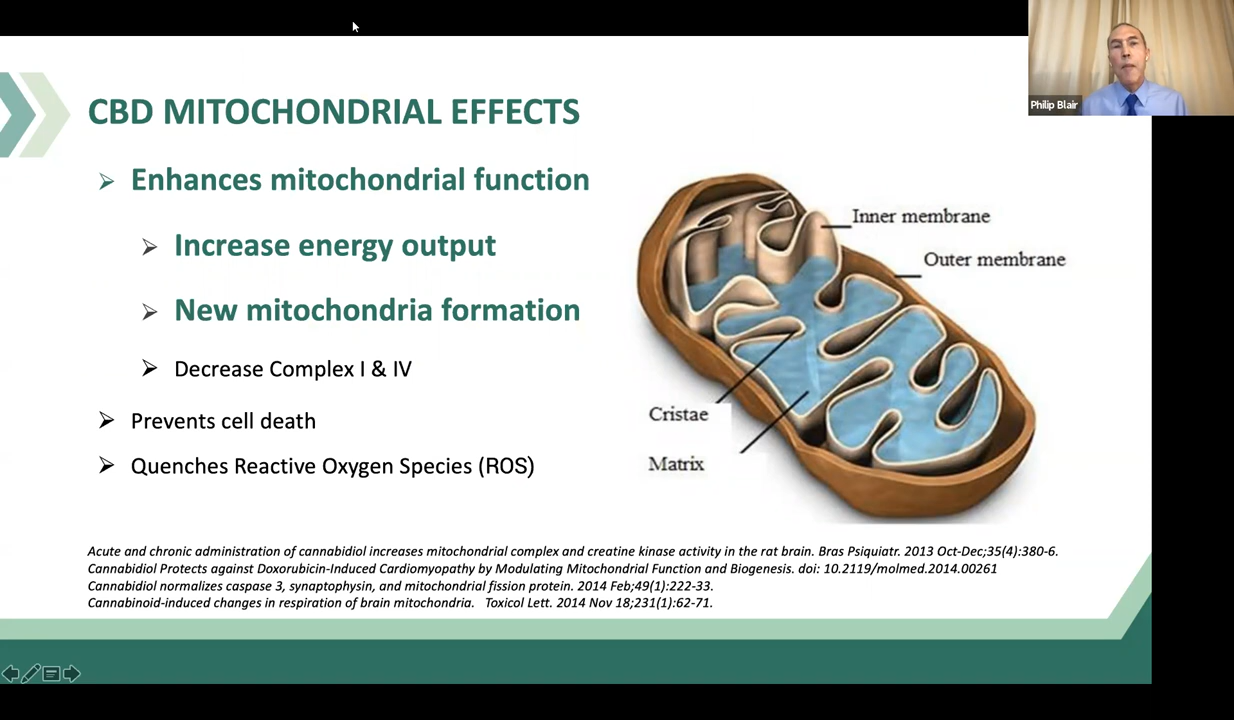 Philip Blair
CBD MITOCHONDRIAL EFFECTS
Enhances mitochondrial function
Increase energy output
New mitochondria formation
Decrease Complex I & IV
Prevents cell death
Quenches Reactive Oxygen Species (ROS)
Inner membrane
Outer membrane
Cristae
Matrix
Acute and chronic administration of cannabidiol increases mitochondrial complex and creatine kinase activity in the rat brain. Bras Psiquiatr. 2013 Oct-Dec;35(4):380-6.
Cannabidiol Protects against Doxorubicin-Induced Cardiomyopathy by Modulating Mitochondrial Function and Biogenesis. doi: 10.2119/molmed.2014.00261
Cannabidiol normalizes caspase 3, synaptophysin, and mitochondrial fission protein. 2014 Feb;49(1):222-33.
Cannabinoid-induced changes in respiration of brain mitochondria. Toxicol Lett. 2014 Nov 18;231(1):62-71.